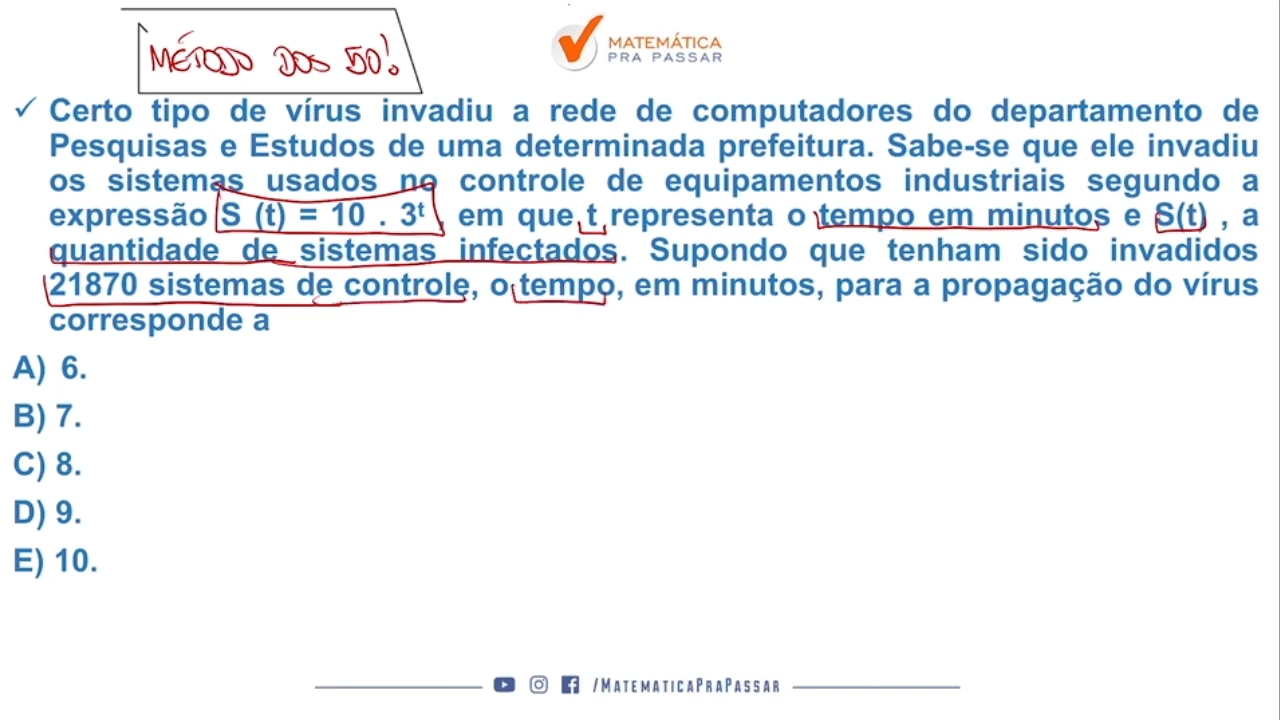 MÉTODO DOS 50!
MATEMÁTICA
PRA PASSAR
✓ Certo tipo de vírus invadiu a rede de computadores do departamento de
Pesquisas e Estudos de uma determinada prefeitura. Sabe-se que ele invadiu
os sistemas usados no controle de equipamentos industriais segundo a
expressão S (t) = 10 . 3ᵗ, em que t representa o tempo em minutos e S(t) , a
quantidade de sistemas infectados. Supondo que tenham sido invadidos
21870 sistemas de controle, o tempo, em minutos, para a propagação do vírus
corresponde a
A) 6.
B) 7.
C) 8.
D) 9.
E) 10.
/MATEMATICAPRAPASSAR